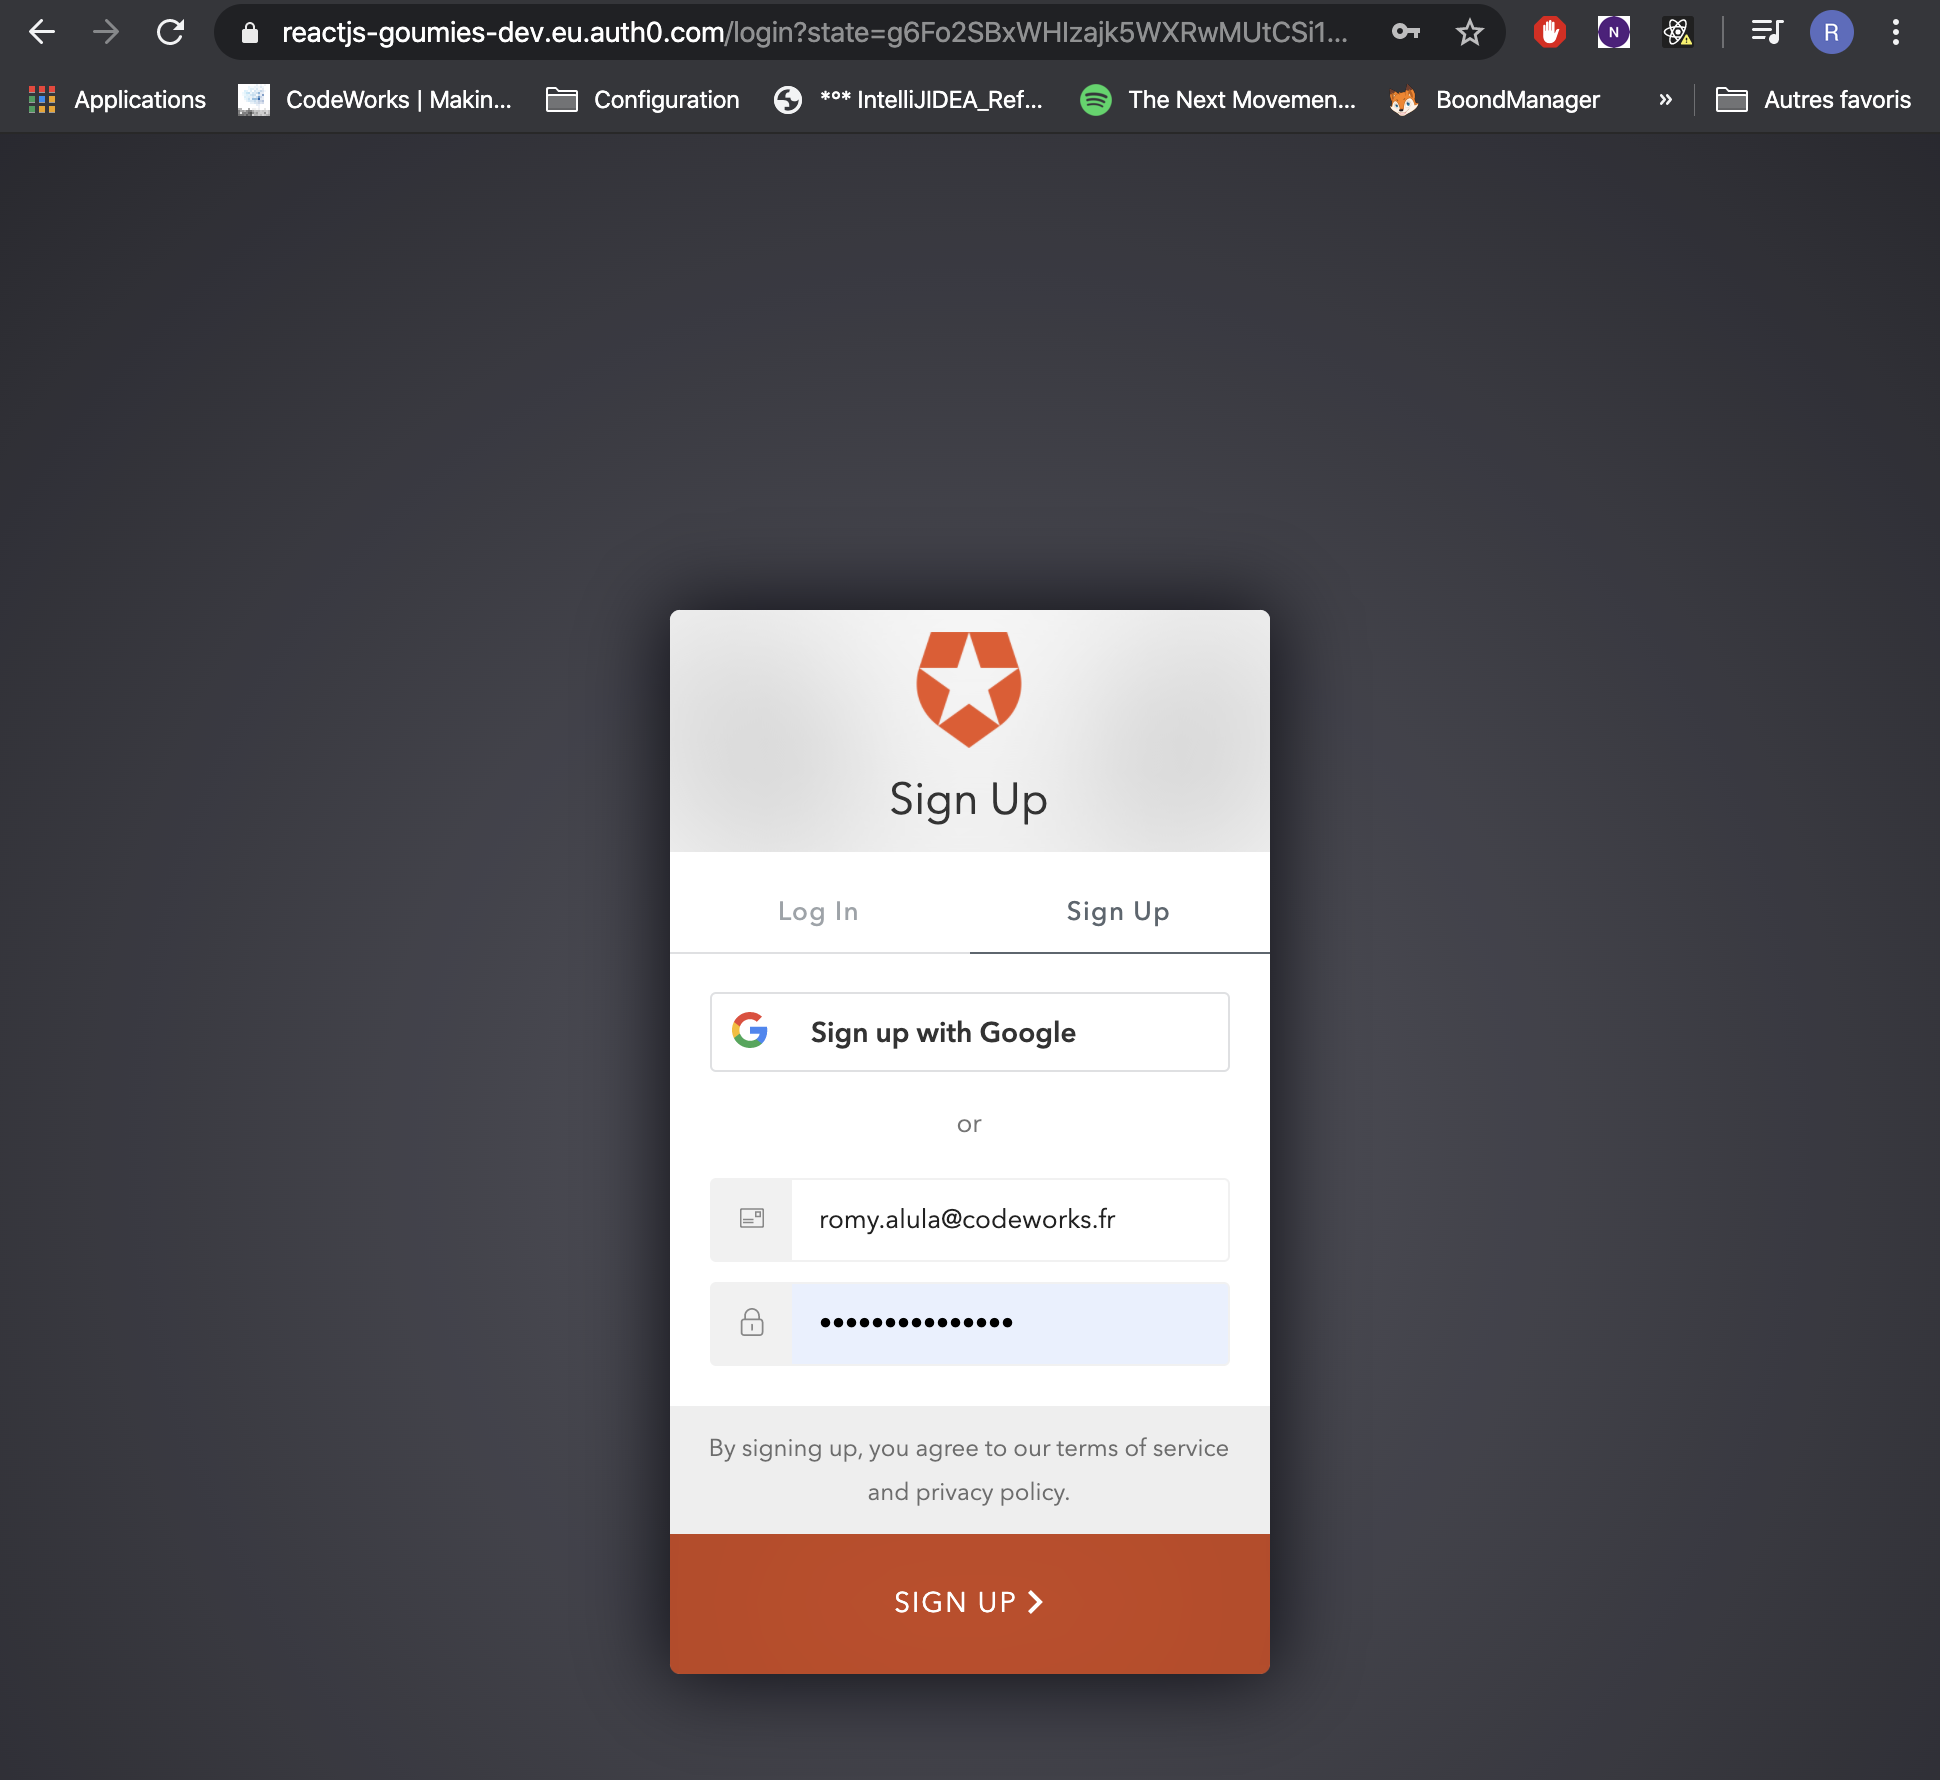 reactjs-goumies-dev.eu.auth0.com/login?state=g6Fo2SBxWHlzajk5WXRwMUtCSi1...
N
R
Applications
CodeWorks | Makin...
Configuration
*°* IntelliJIDEA_Ref...
The Next Movemen...
BoondManager
»
Autres favoris
Sign Up
Log In
Sign Up
Sign up with Google
or
romy.alula@codeworks.fr
•••••••••••••••
By signing up, you agree to our terms of service
and privacy policy.
SIGN UP